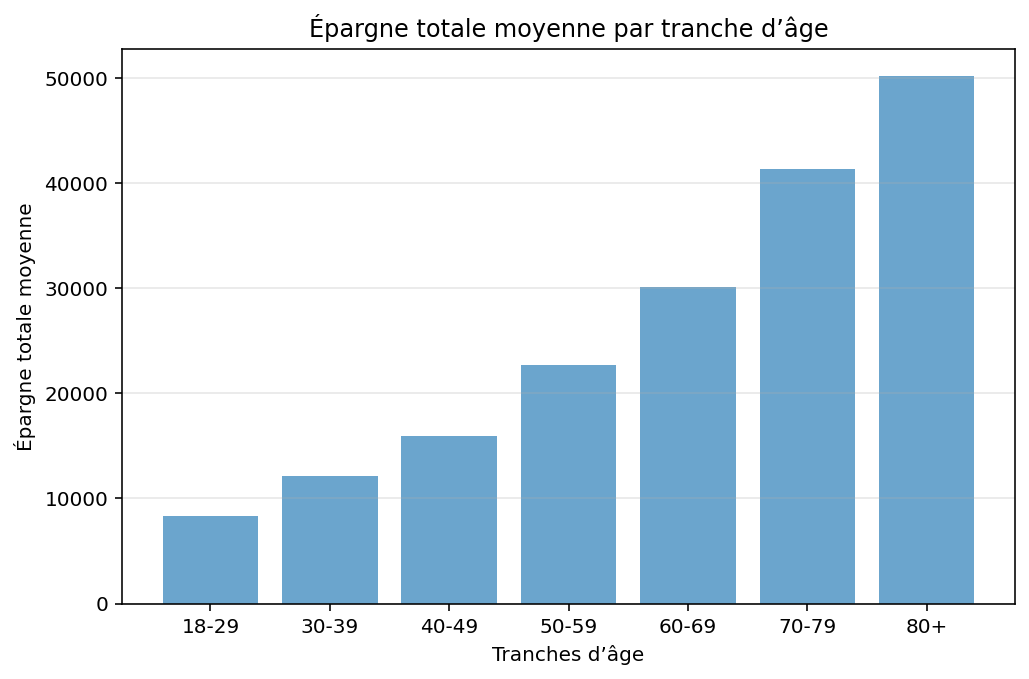 Épargne totale moyenne par tranche d’âge
Épargne totale moyenne
50000
40000
30000
20000
10000
0
18-29 30-39 40-49 50-59 60-69 70-79 80+
Tranches d’âge